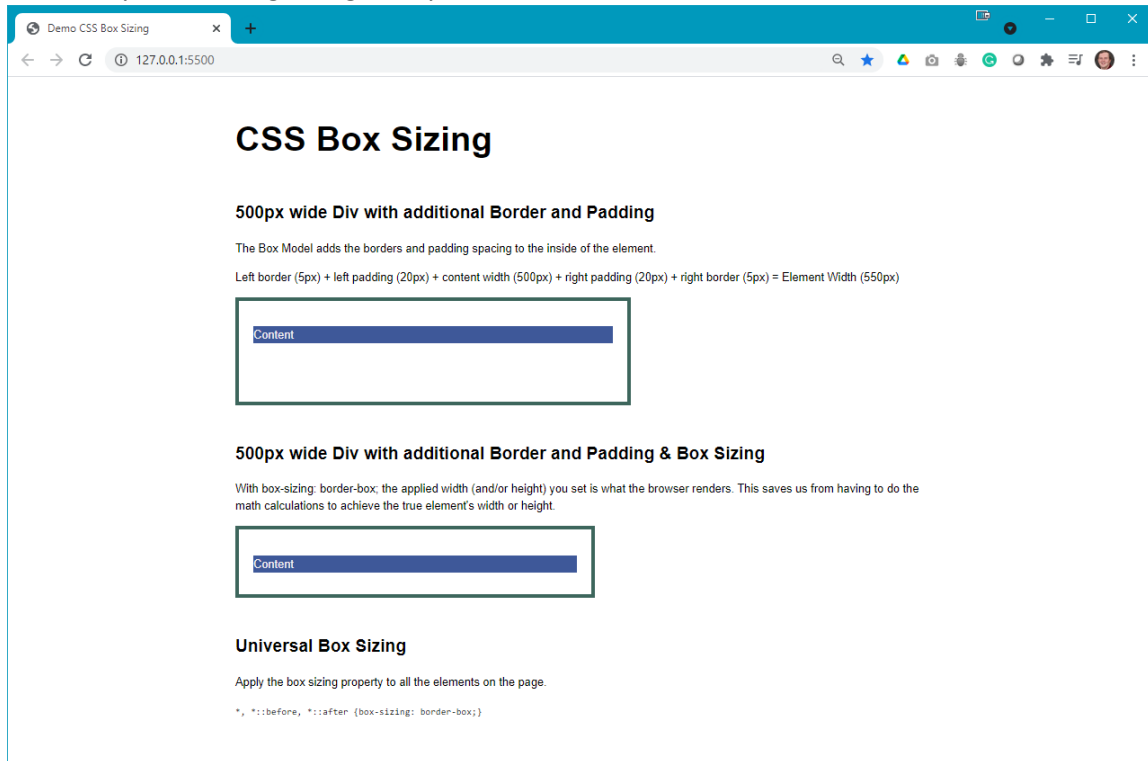 Demo CSS Box Sizing
127.0.0.1:5500
CSS Box Sizing
500px wide Div with additional Border and Padding
The Box Model adds the borders and padding spacing to the inside of the element.
Left border (5px) + left padding (20px) + content width (500px) + right padding (20px) + right border (5px) = Element Width (550px)
Content
500px wide Div with additional Border and Padding & Box Sizing
With box-sizing: border-box; the applied width (and/or height) you set is what the browser renders. This saves us from having to do the
math calculations to achieve the true element's width or height.
Content
Universal Box Sizing
Apply the box sizing property to all the elements on the page.
*, *::before, *::after {box-sizing: border-box;}